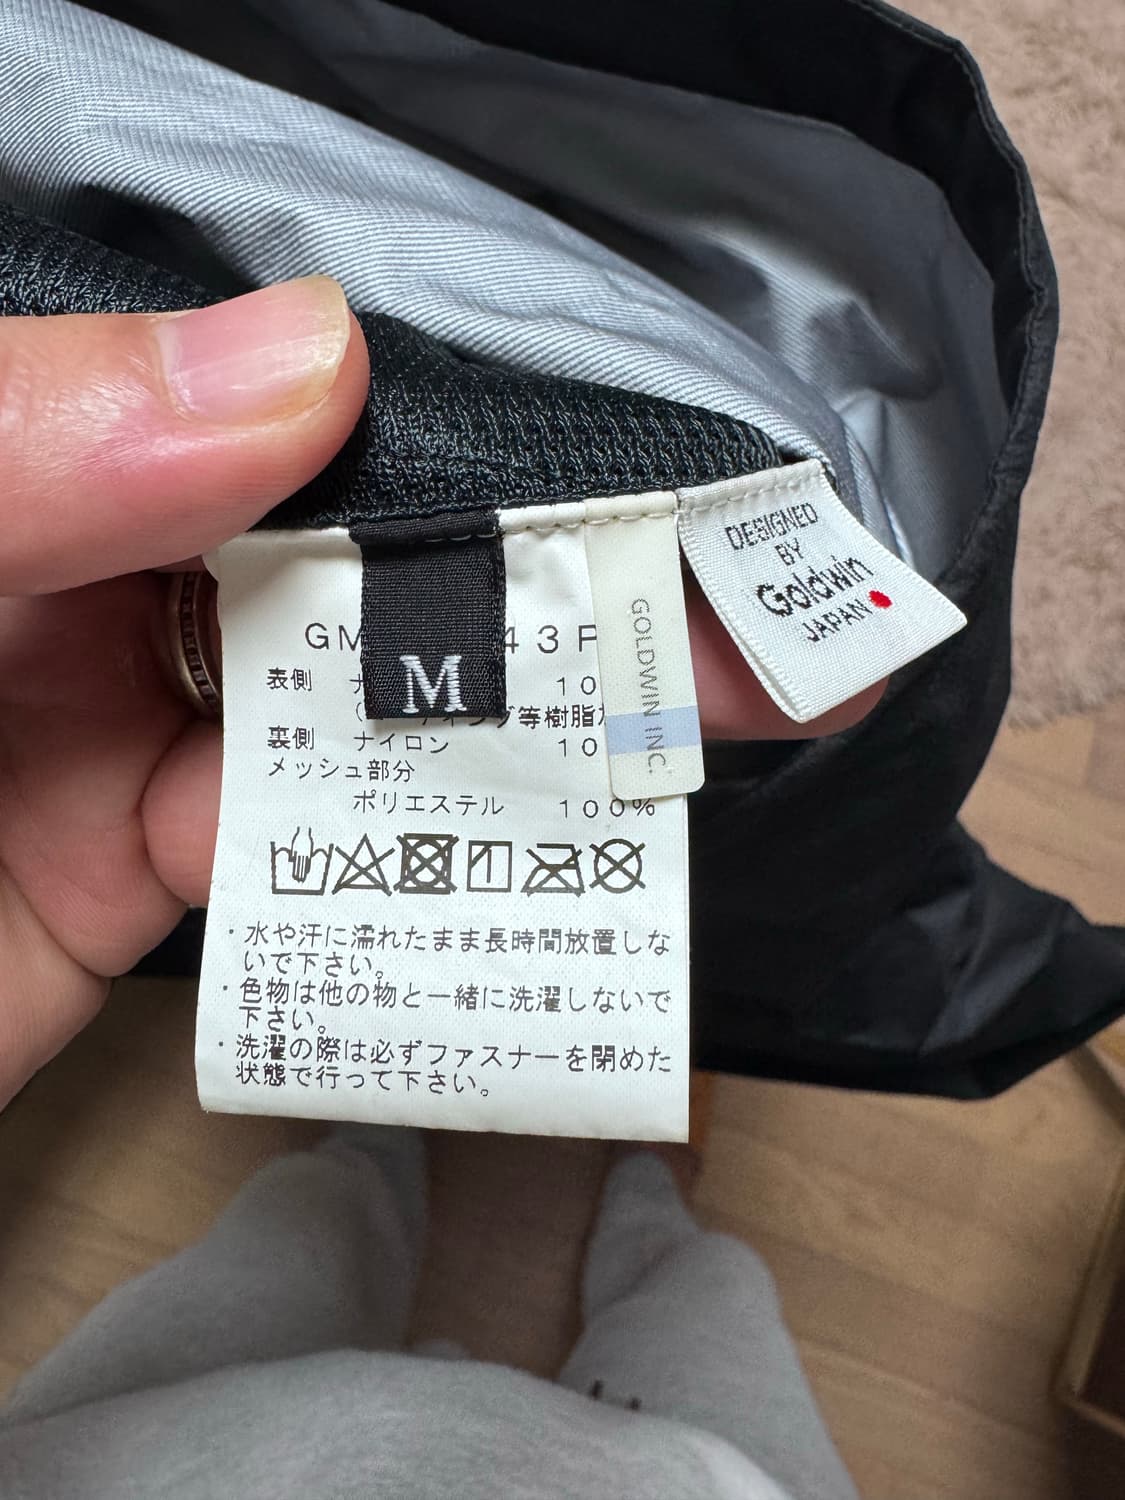 DESIGNED
BY
Goldwin
JAPAN
GOLDWIN INC.
M
GM 43
表側 10
ング等樹脂
裏側 ナイロン 10
メッシュ部分
ポリエステル 100%
・水や汗に濡れたまま長時間放置しな
いで下さい。
・色物は他の物と一緒に洗濯しないで
下さい。
・洗濯の際は必ずファスナーを閉めた
状態で行って下さい。